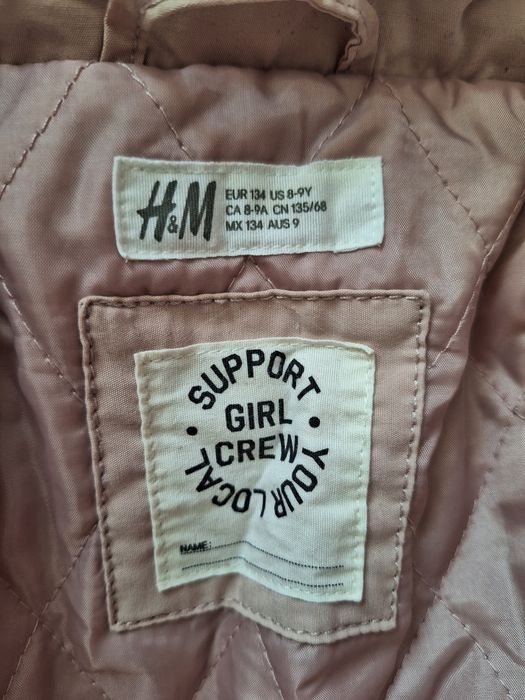 H&M
EUR 134 US 8-9Y
CA 8-9A CN 135/68
MX 134 AUS 9
• SUPPORT •
YOUR LOCAL
GIRL
CREW
NAME: